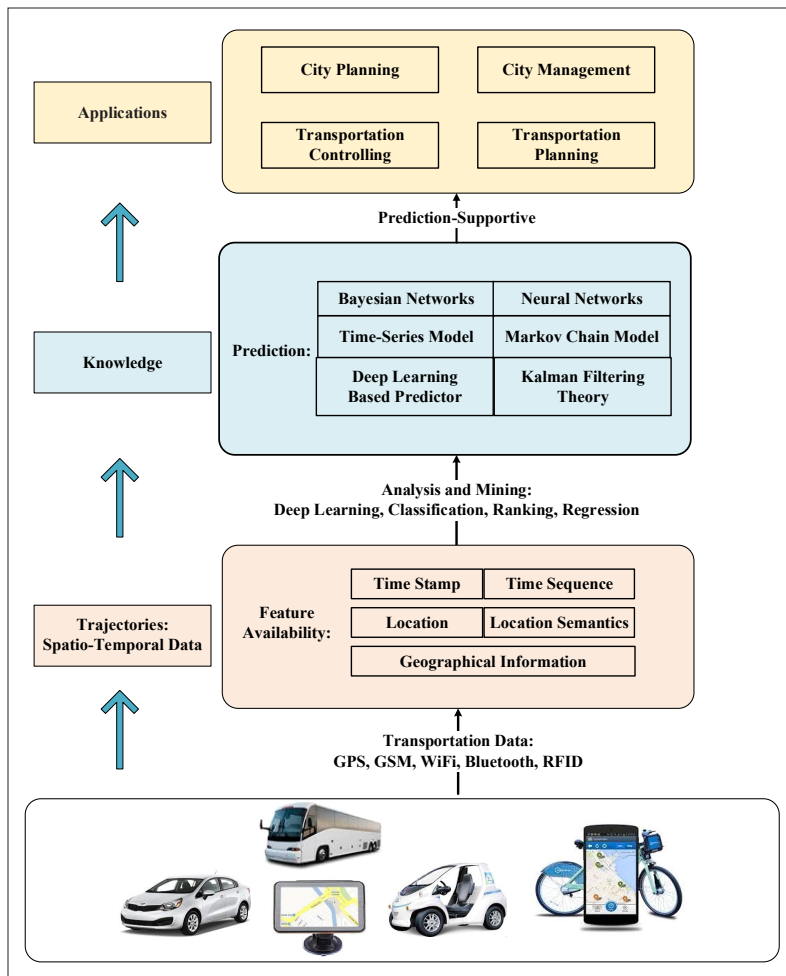 City Planning
City Management
Applications
Transportation
Controlling
Transportation
Planning
Prediction-Supportive
Bayesian Networks
Neural Networks
Prediction:
Time-Series Model
Markov Chain Model
Knowledge
Deep Learning
Based Predictor
Kalman Filtering
Theory
Analysis and Mining:
Deep Learning, Classification, Ranking, Regression
Time Stamp
Time Sequence
Trajectories:
Spatio-Temporal Data
Feature
Availability:
Location
Location Semantics
Geographical Information
Transportation Data:
GPS, GSM, WiFi, Bluetooth, RFID